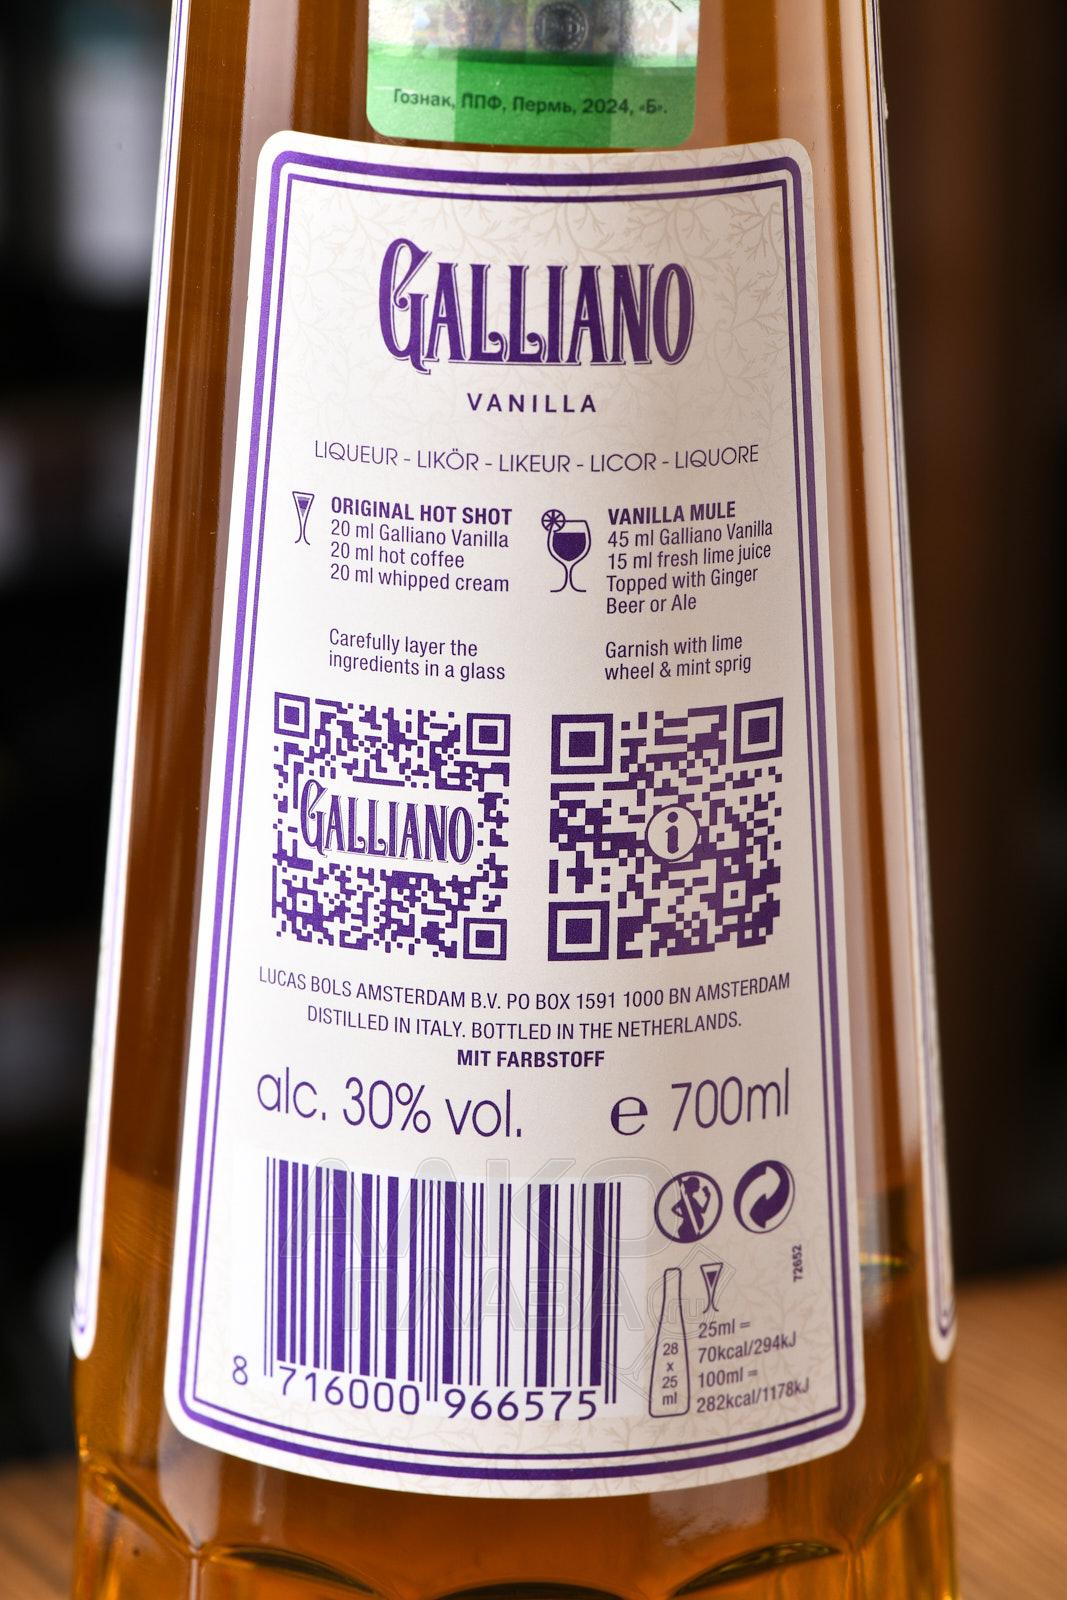 Гознак, ППФ, Пермь, 2024, «Б».
GALLIANO
VANILLA
LIQUEUR - LIKÖR - LIKEUR - LICOR - LIQUORE
ORIGINAL HOT SHOT
20 ml Galliano Vanilla
20 ml hot coffee
20 ml whipped cream
Carefully layer the
ingredients in a glass
VANILLA MULE
45 ml Galliano Vanilla
15 ml fresh lime juice
Topped with Ginger
Beer or Ale
Garnish with lime
wheel & mint sprig
GALLIANO
i
LUCAS BOLS AMSTERDAM B.V. PO BOX 1591 1000 BN AMSTERDAM
DISTILLED IN ITALY. BOTTLED IN THE NETHERLANDS.
MIT FARBSTOFF
alc. 30% vol.
e 700ml
8 716000 966575
72652
28
x
25
ml
25ml =
70kcal/294kJ
100ml =
282kcal/1178kJ
АЛКО
ПЛАЗА
.ru